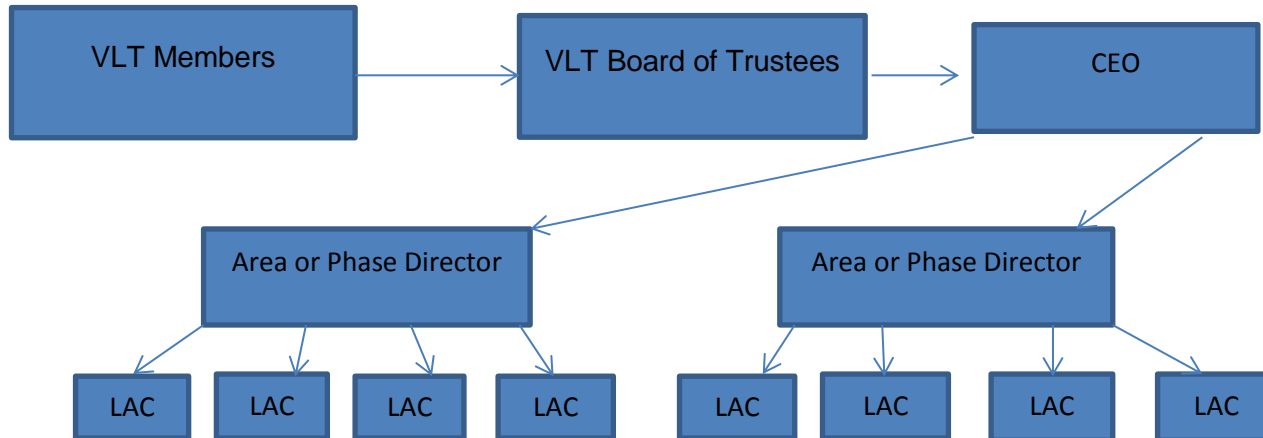 VLT Members
VLT Board of Trustees
CEO
Area or Phase Director
Area or Phase Director
LAC
LAC
LAC
LAC
LAC
LAC
LAC
LAC